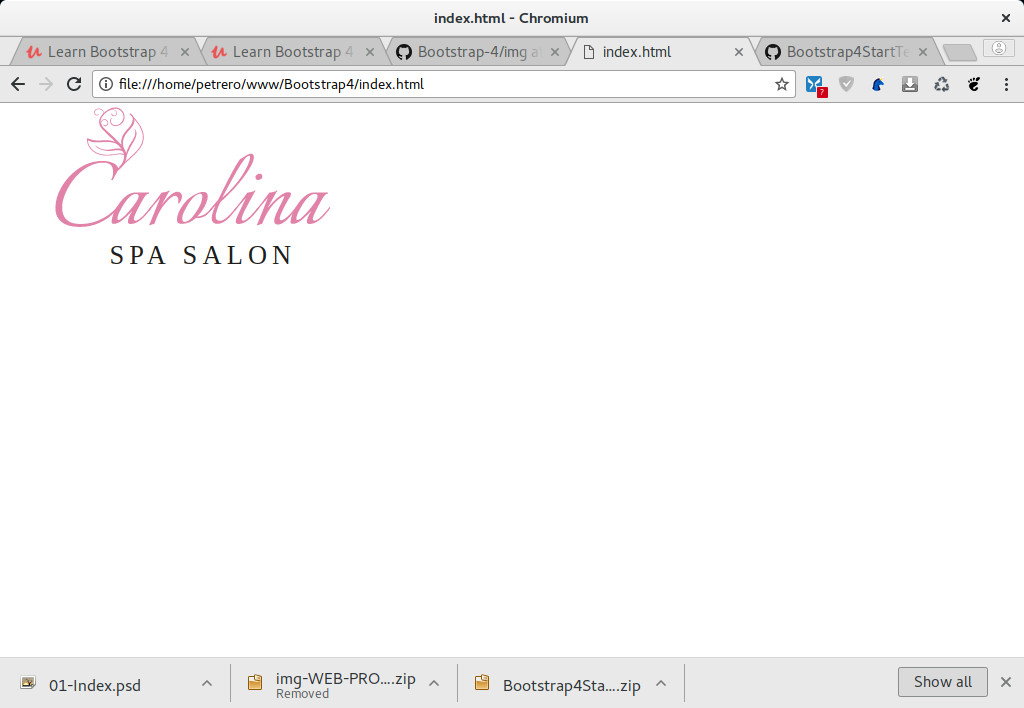 index.html - Chromium
Learn Bootstrap 4
Learn Bootstrap 4
Bootstrap-4/img a
index.html
Bootstrap4StartTe
file:///home/petrero/www/Bootstrap4/index.html
?
Carolina
SPA SALON
01-Index.psd
img-WEB-PRO....zip
Removed
Bootstrap4Sta....zip
Show all